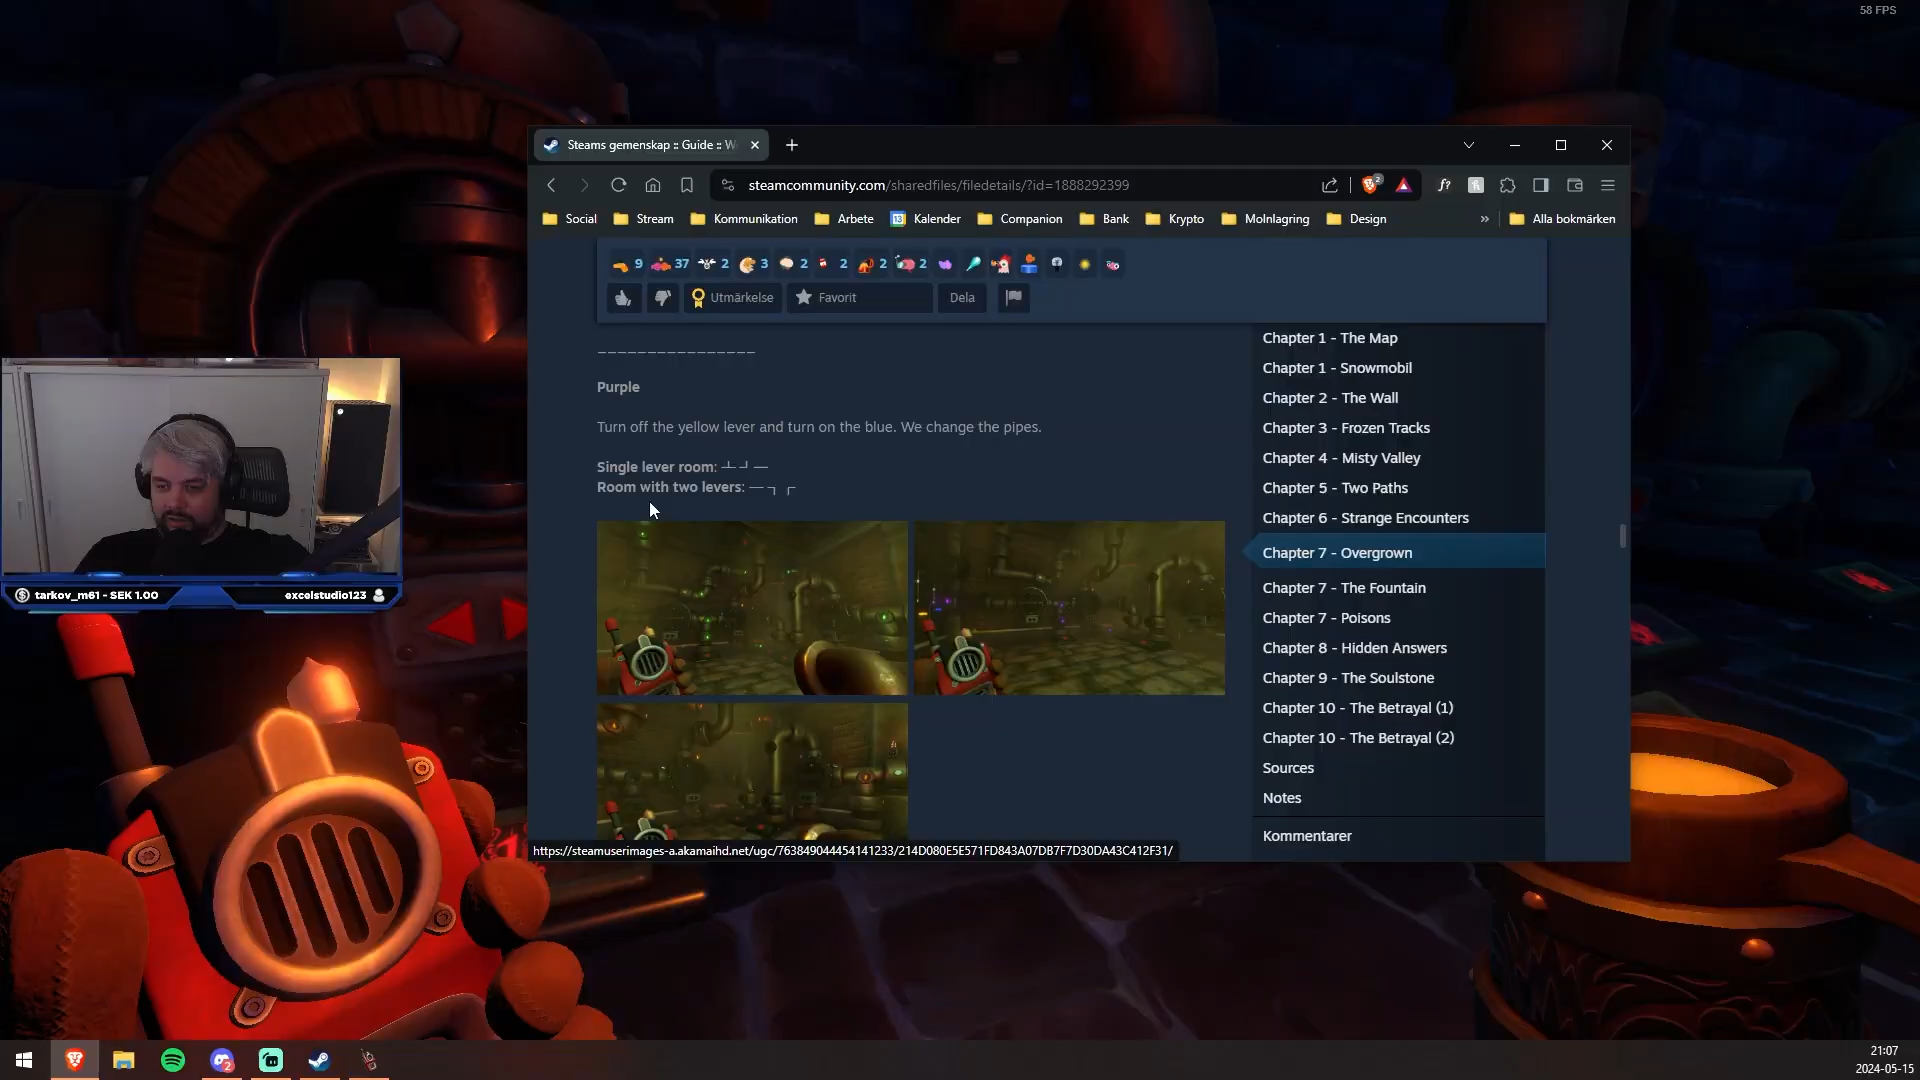 58 FPS
Steams gemenskap :: Guide :: W
steamcommunity.com/sharedfiles/filedetails/?id=1888292399
2
Social
Stream
Kommunikation
Arbete
13
Kalender
Companion
Bank
Krypto
Molnlagring
Design
»
Alla bokmärken
9 37 2 3 2 2 2 2
Utmärkelse
Favorit
Dela
----------------
Purple
Turn off the yellow lever and turn on the blue. We change the pipes.
Single lever room: ┴ ┘ ─
Room with two levers: ─ ┐ ┌
Chapter 1 - The Map
Chapter 1 - Snowmobil
Chapter 2 - The Wall
Chapter 3 - Frozen Tracks
Chapter 4 - Misty Valley
Chapter 5 - Two Paths
Chapter 6 - Strange Encounters
Chapter 7 - Overgrown
Chapter 7 - The Fountain
Chapter 7 - Poisons
Chapter 8 - Hidden Answers
Chapter 9 - The Soulstone
Chapter 10 - The Betrayal (1)
Chapter 10 - The Betrayal (2)
Sources
Notes
Kommentarer
https://steamuserimages-a.akamaihd.net/ugc/763849044454141233/214D080E5E571FD843A07DB7F7D30DA43C412F31/
tarkov_m61 - SEK 1.00
excelstudio123
2
21:07
2024-05-15